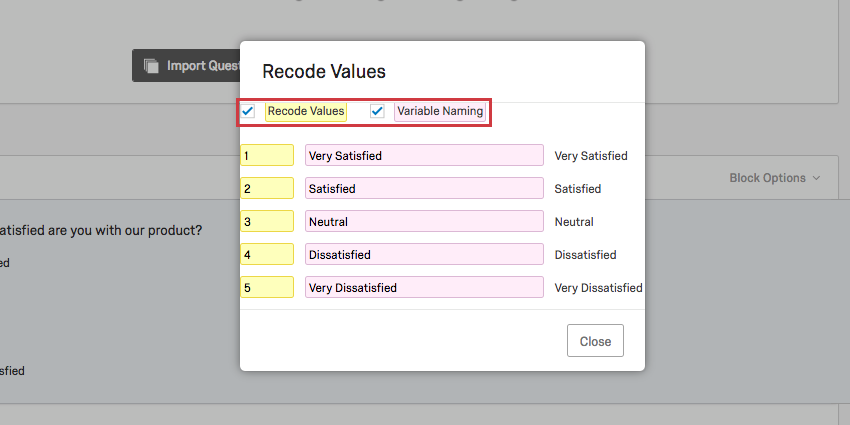 Recode Values
Import Quest
Recode Values Variable Naming
1 Very Satisfied Very Satisfied
2 Satisfied Satisfied
Block Options
3 Neutral Neutral
atisfied are you with our product?
4 Dissatisfied Dissatisfied
ed
5 Very Dissatisfied Very Dissatisfied
Close
sfied